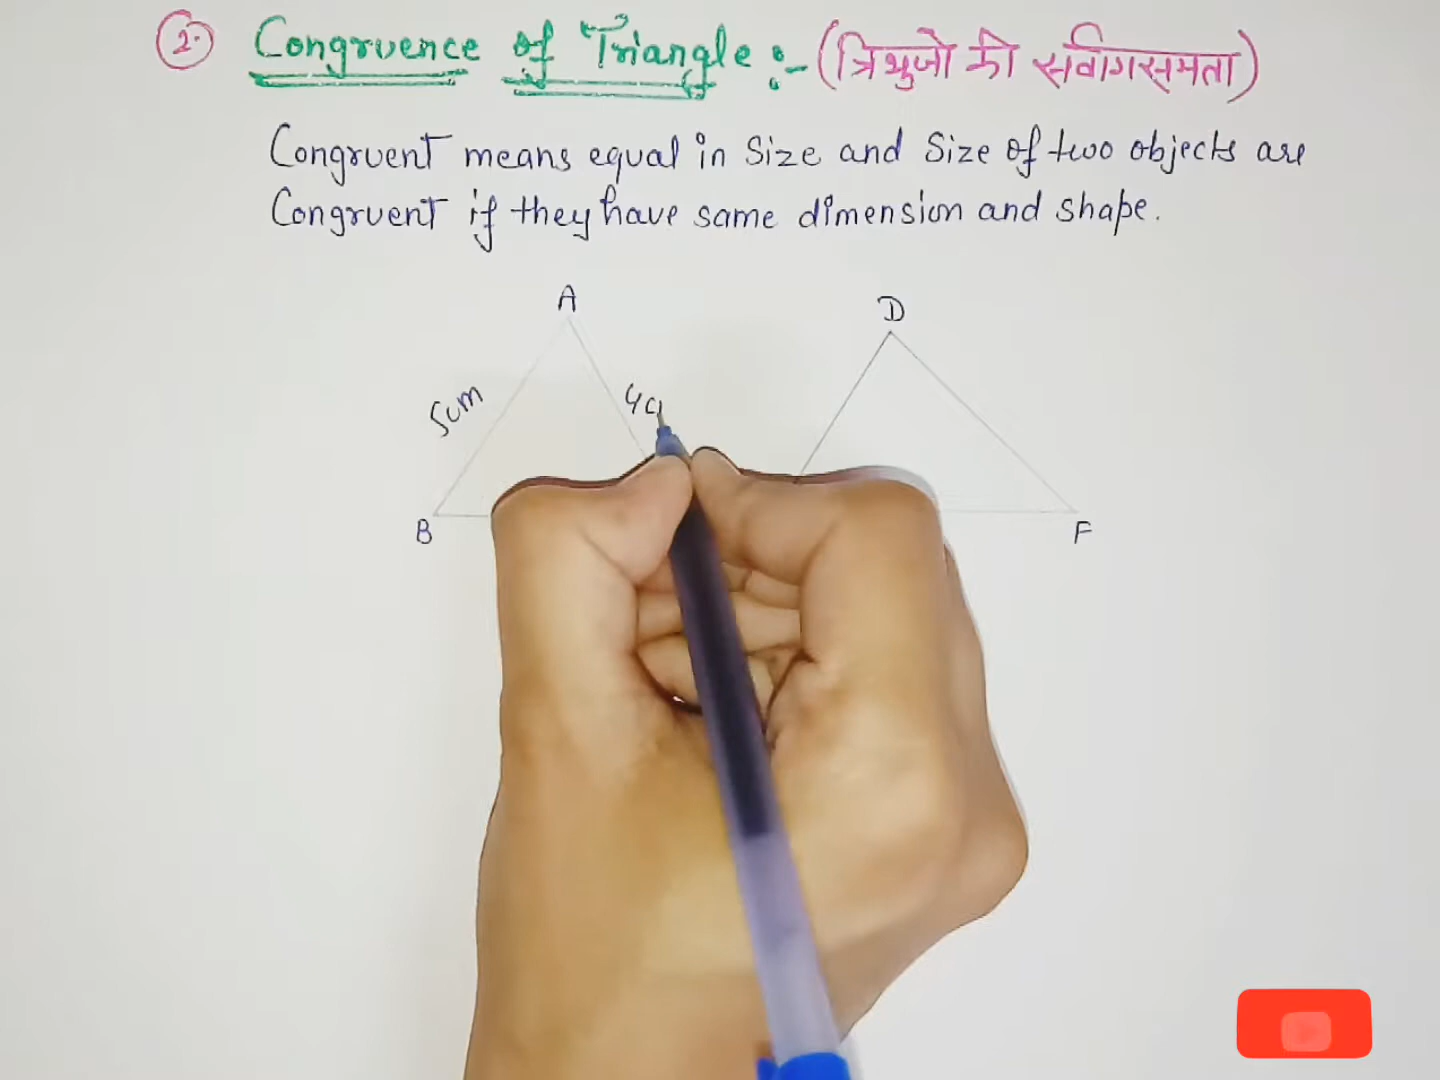 2. Congruence of Triangle :- (त्रिभुजो की सर्वांगसमता)
Congruent means equal in Size and Size of two objects are
Congruent if they have same dimension and shape.
A
D
5cm
4c
B
F